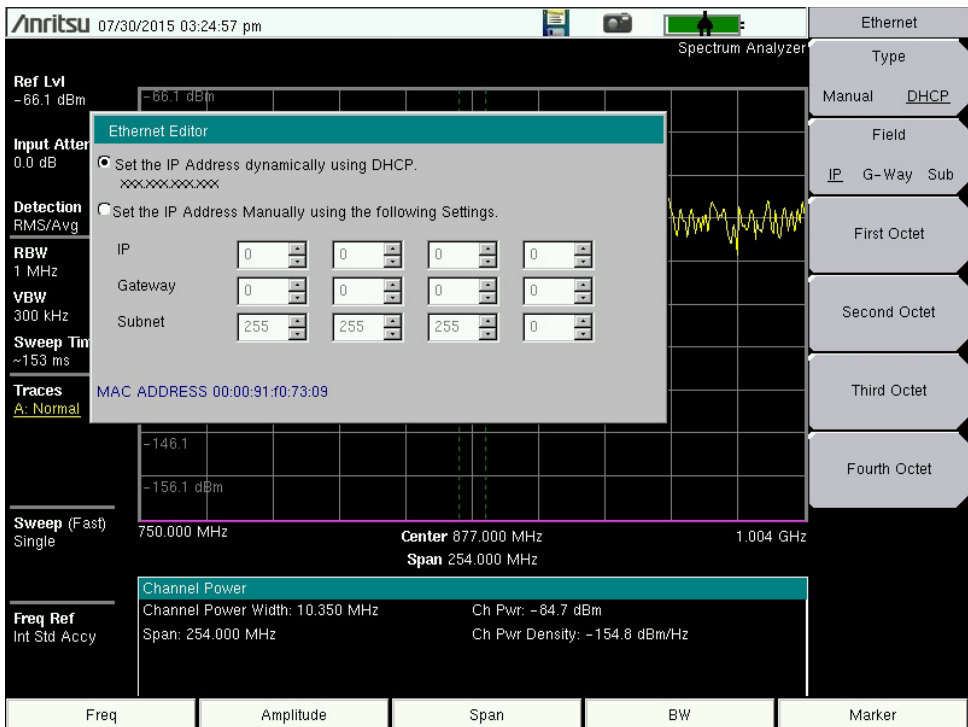 Anritsu 07/30/2015 03:24:57 pm
Spectrum Analyzer
Ref Lvl
-66.1 dBm
Input Atten
0.0 dB
Detection
RMS/Avg
RBW
1 MHz
VBW
300 kHz
Sweep Tim
~153 ms
Traces
A: Normal
Sweep (Fast)
Single
Freq Ref
Int Std Accy
-66.1 dBm
Ethernet Editor
Set the IP Address dynamically using DHCP.
xxx.xxx.xxx.xxx
Set the IP Address Manually using the following Settings.
IP 0 0 0 0
Gateway 0 0 0 0
Subnet 255 255 255 0
MAC ADDRESS 00:00:91:f0:73:09
-146.1
-156.1 dBm
750.000 MHz Center 877.000 MHz 1.004 GHz
Span 254.000 MHz
Channel Power
Channel Power Width: 10.350 MHz Ch Pwr: -84.7 dBm
Span: 254.000 MHz Ch Pwr Density: -154.8 dBm/Hz
Ethernet
Type
Manual DHCP
Field
IP G-Way Sub
First Octet
Second Octet
Third Octet
Fourth Octet
Freq Amplitude Span BW Marker